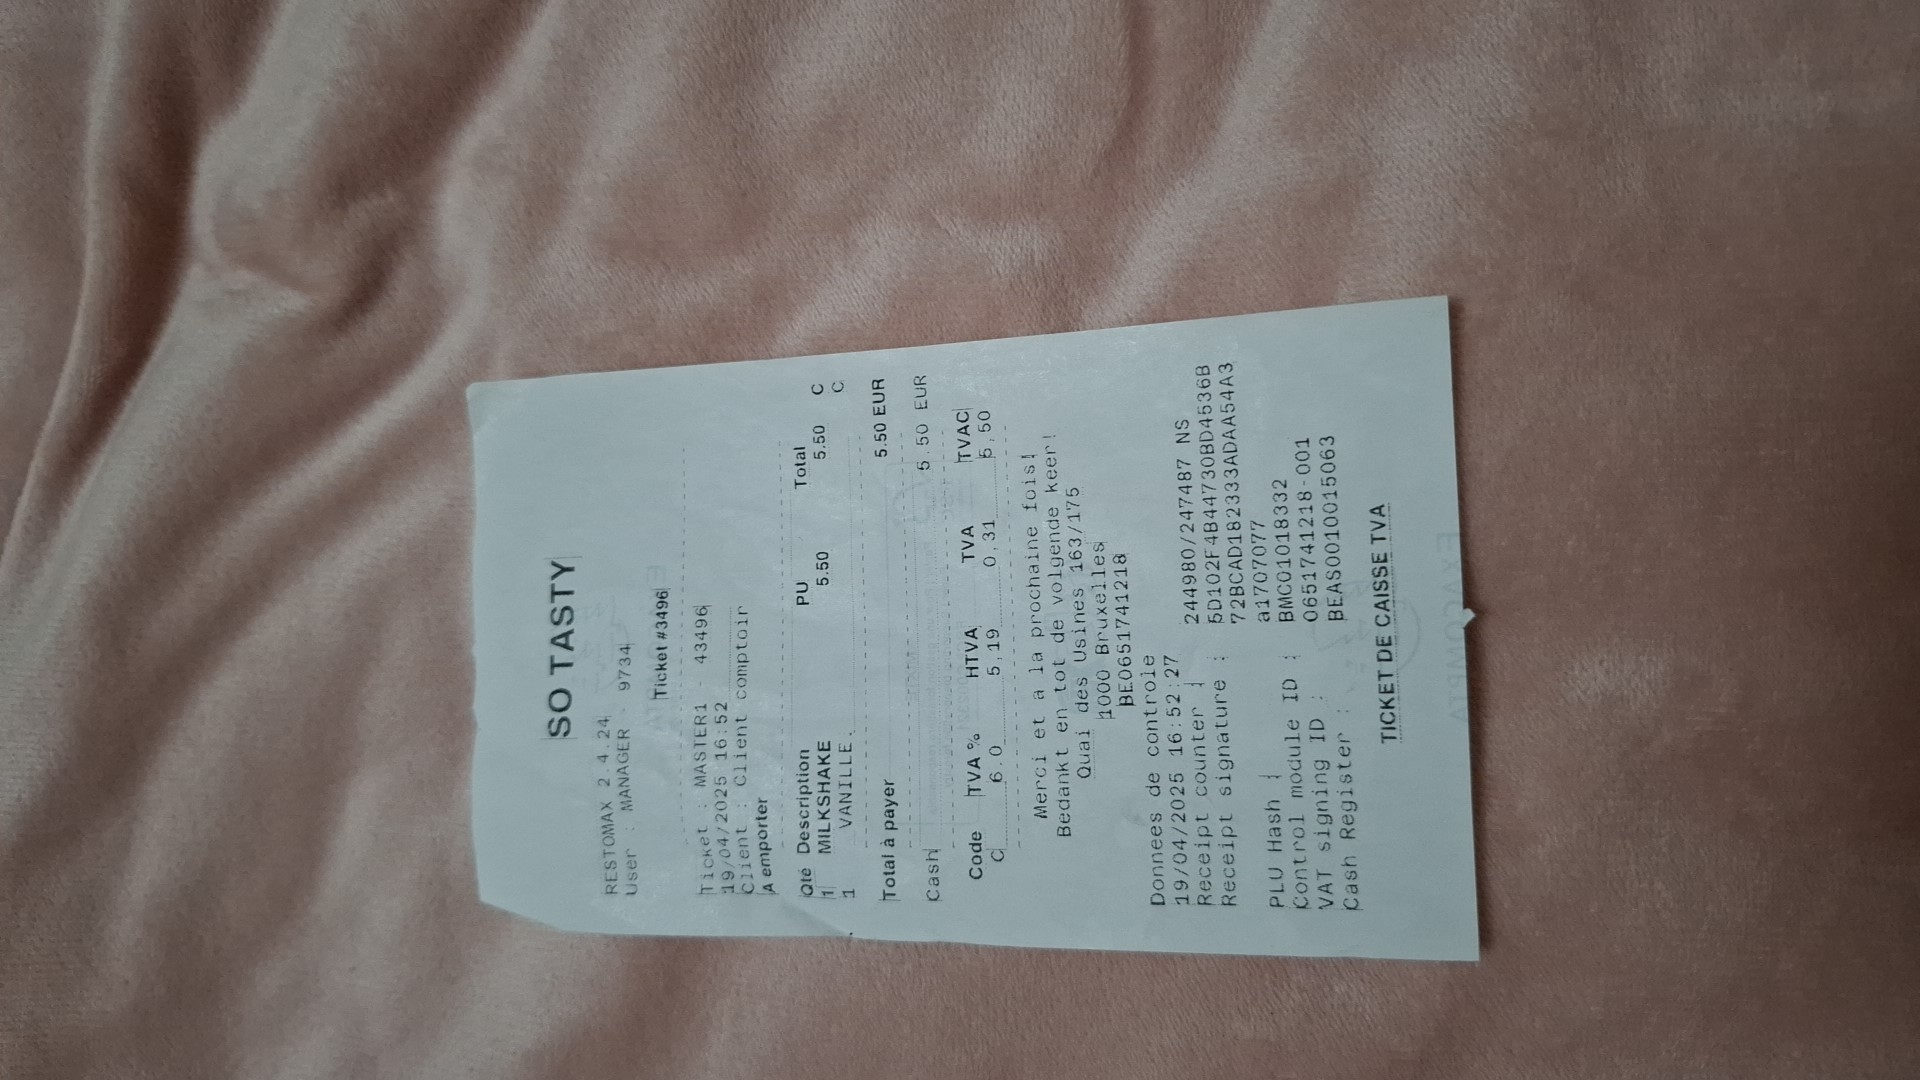 SO TASTY
RESTOMAX 2.4.24
User : MANAGER . 9734
Ticket #3496
Ticket : MASTER1 - 43496
19/04/2025 16:52
Client : Client comptoir
A emporter
Qté Description PU Total
1 MILKSHAKE 5.50 5.50 C
1 VANILLE. C
Total à payer 5.50 EUR
Cash 5.50 EUR
Code TVA % HTVA TVA TVAC
C 6.0 5,19 0,31 5,50
Merci et a la prochaine fois!
Bedankt en tot de volgende keer!
Quai des Usines 163/175
1000 Bruxelles
BE0651741218
Donnees de controle
19/04/2025 16:52:27
Receipt counter : 244980/247487 NS
Receipt signature : 5D102F4B44730BD4536B
72BCAD182333ADAA54A3
PLU Hash : a1707077
Control module ID : BMC01018332
VAT signing ID : 0651741218-001
Cash Register : BEAS0010015063
TICKET DE CAISSE TVA